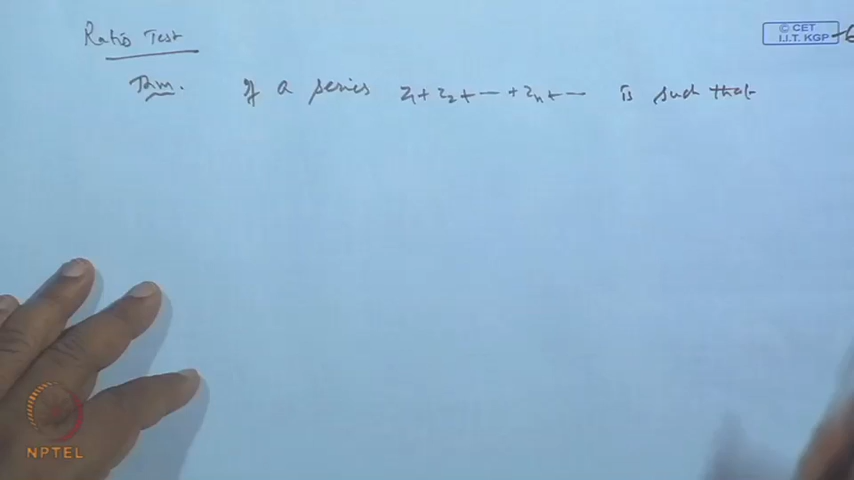 Ratio Test
© CET
I.I.T. KGP
Thm. If a series z₁ + z₂ + — + zₙ + — is such that
NPTEL